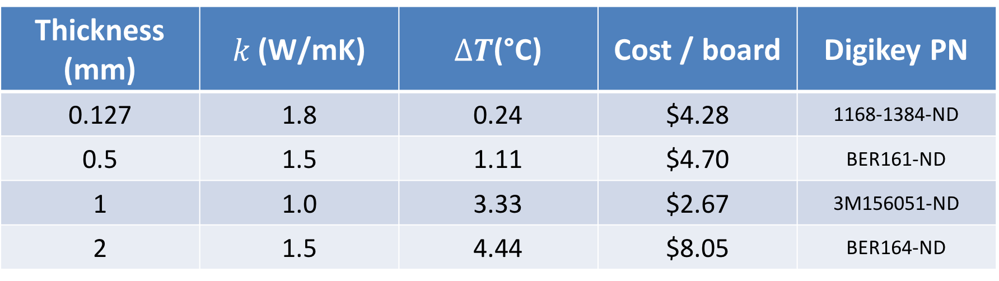 Thickness (mm) k (W/mK) ΔT(°C) Cost / board Digikey PN
0.127 1.8 0.24 $4.28 1168-1384-ND
0.5 1.5 1.11 $4.70 BER161-ND
1 1.0 3.33 $2.67 3M156051-ND
2 1.5 4.44 $8.05 BER164-ND